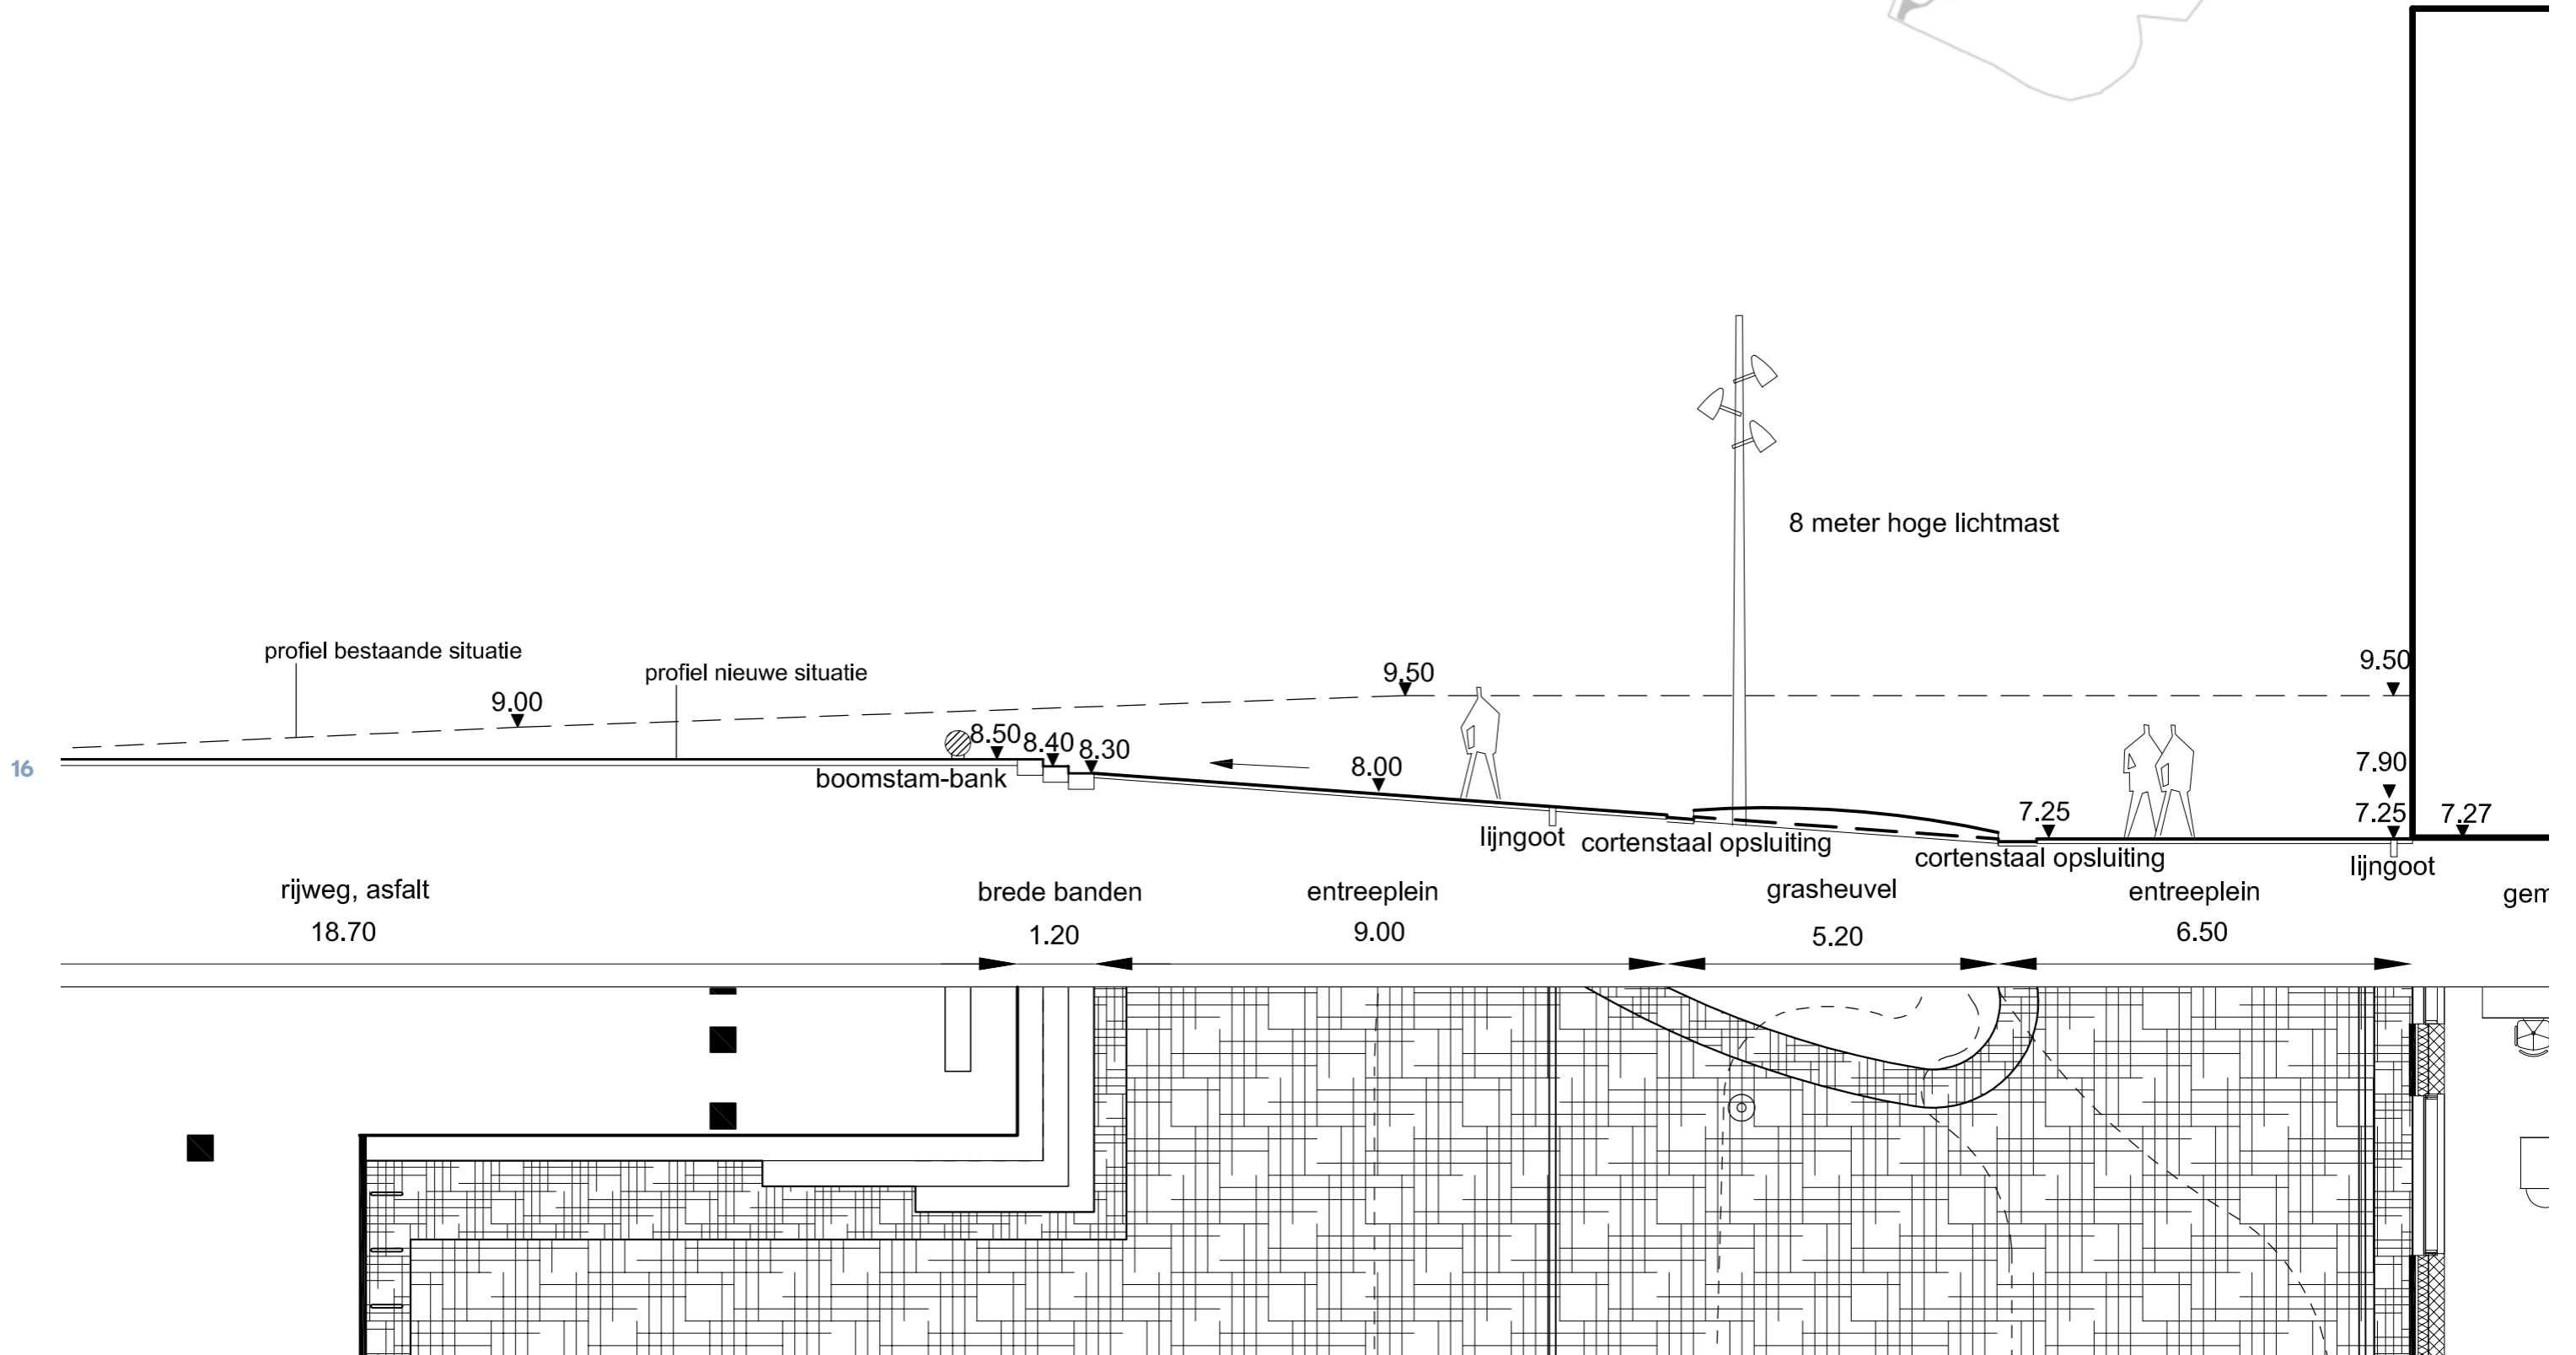 8 meter hoge lichtmast
profiel bestaande situatie
profiel nieuwe situatie
9.00
9.50
9.50
8.50
8.40
8.30
8.00
7.90
7.25
7.25
7.27
16
boomstam-bank
lijngoot
cortenstaal opsluiting
cortenstaal opsluiting
lijngoot
rijweg, asfalt
18.70
brede banden
1.20
entreeplein
9.00
grasheuvel
5.20
entreeplein
6.50
gem